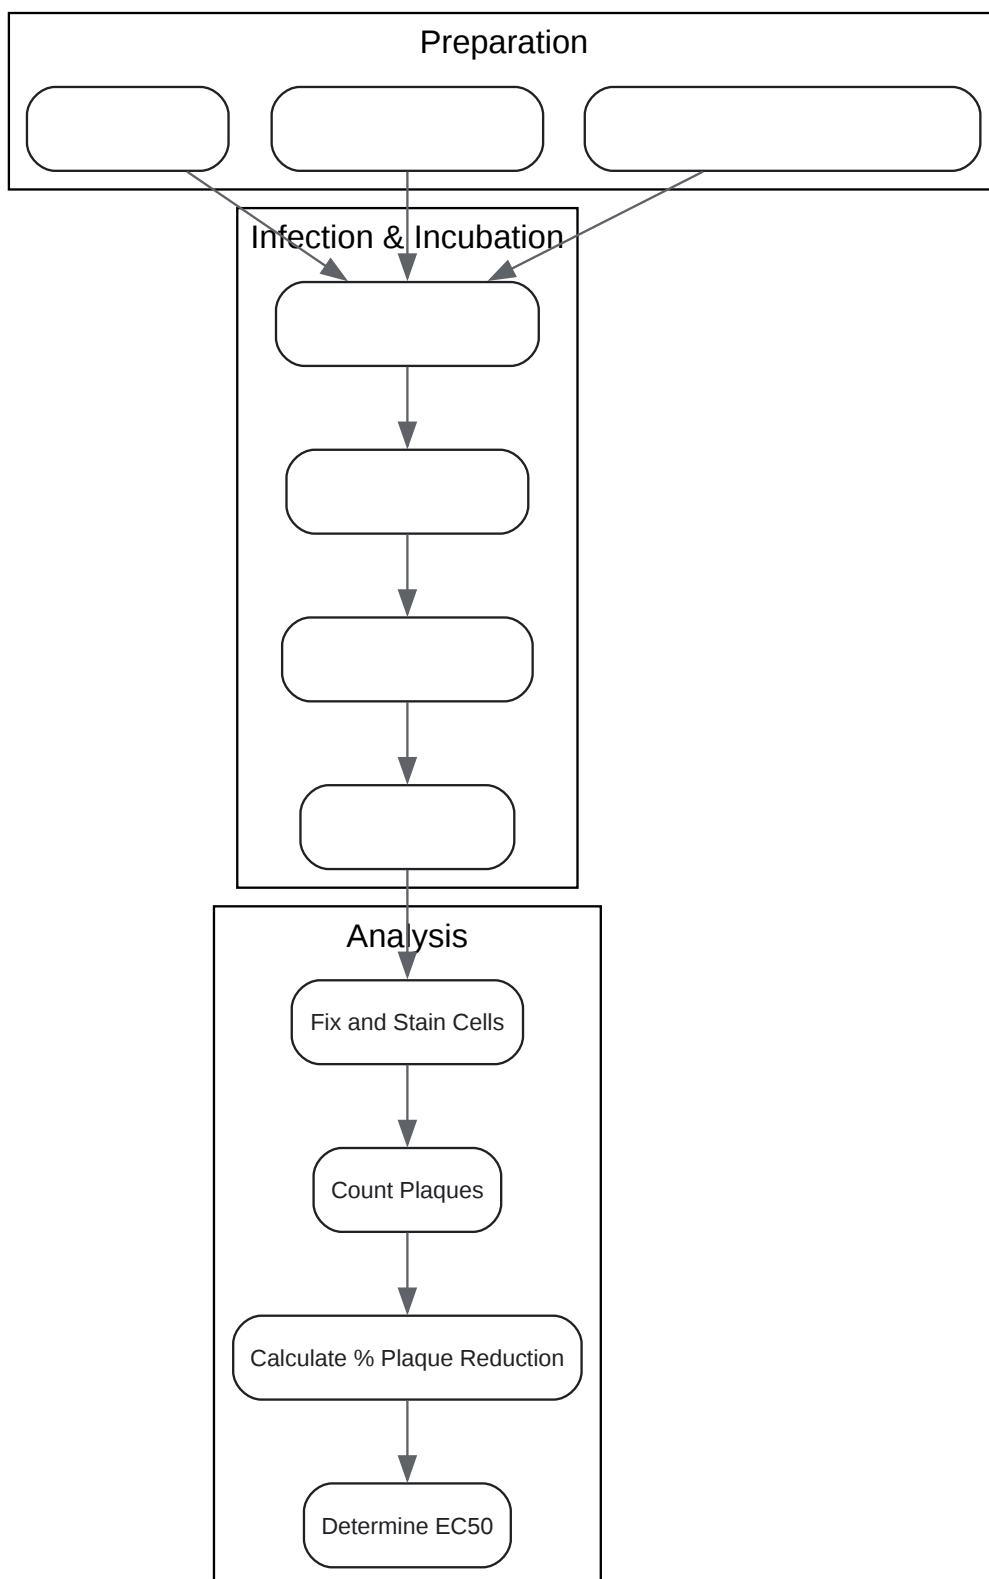 Preparation
Infection & Incubation
Analysis
Fix and Stain Cells
Count Plaques
Calculate % Plaque Reduction
Determine EC50